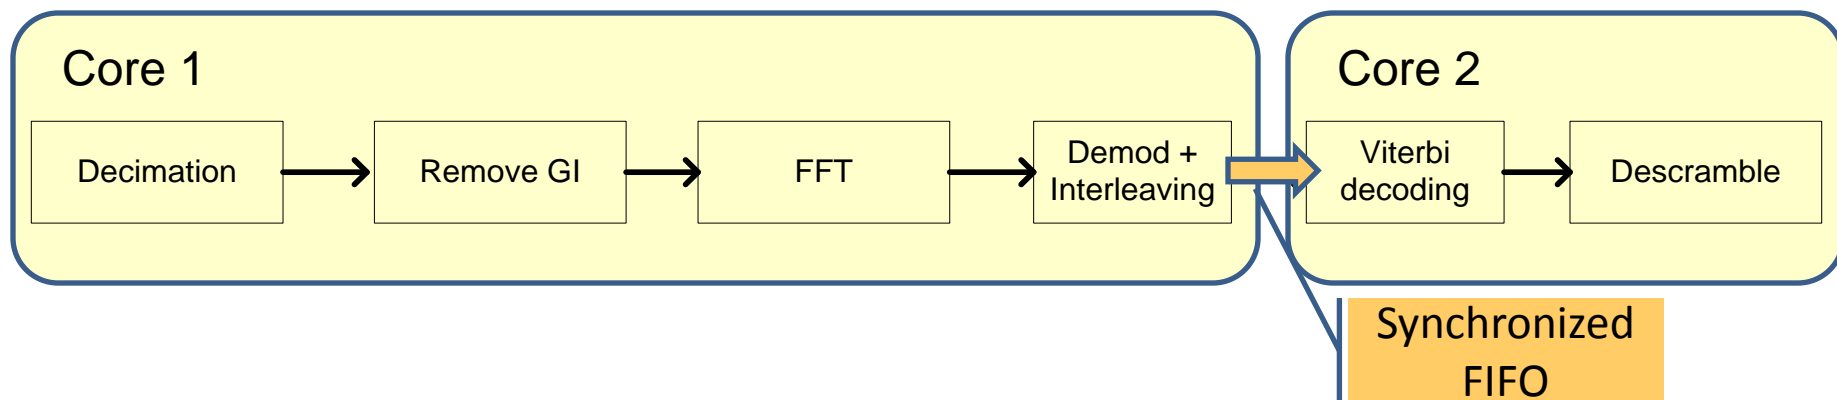 Core 1
Core 2
Decimation
Remove GI
FFT
Demod +
Interleaving
Viterbi
decoding
Descramble
Synchronized
FIFO